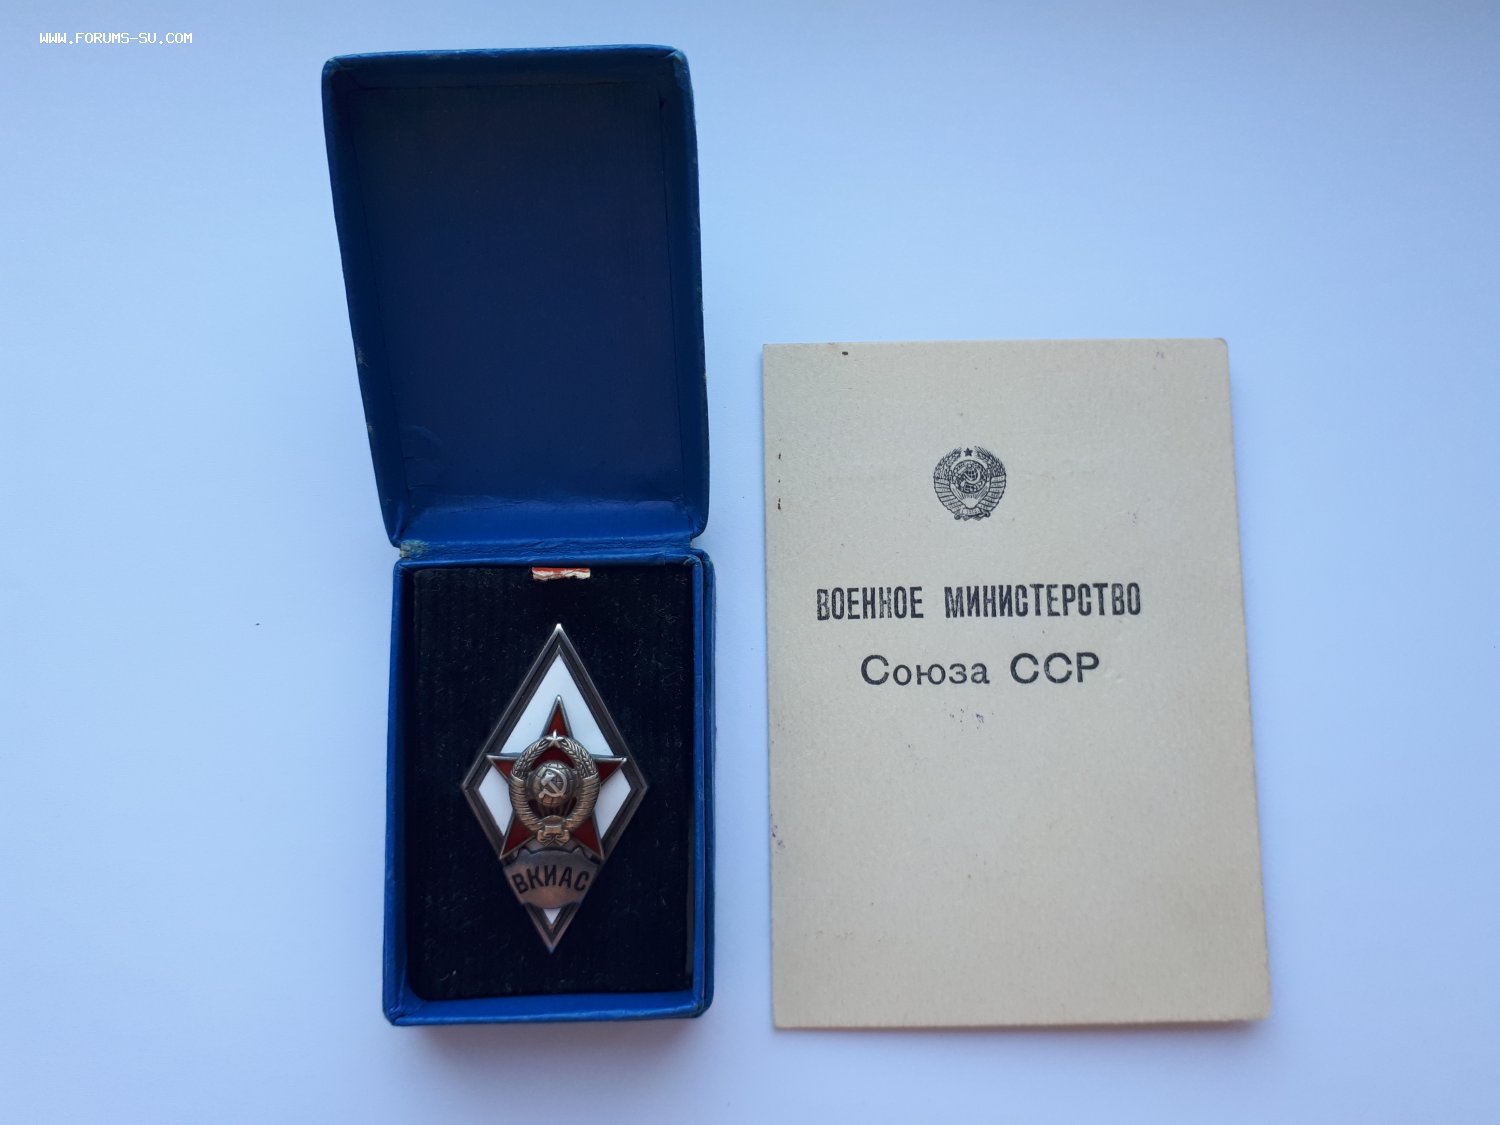 WWW.FORUMS-SU.COM
ВКИАС
ВОЕННОЕ МИНИСТЕРСТВО
Союза ССР